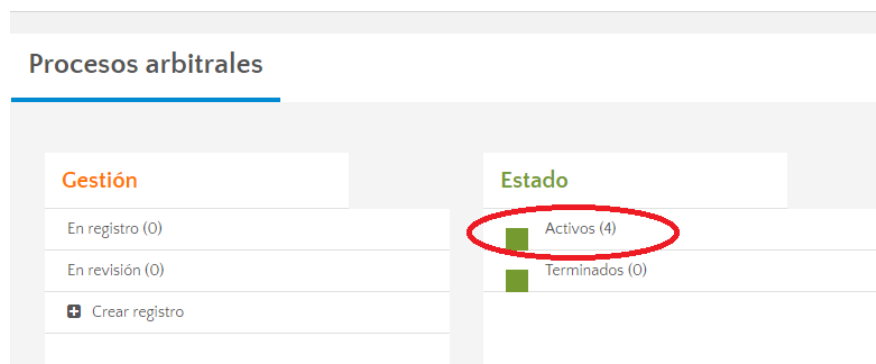 Procesos arbitrales
Gestión
En registro (0)
En revisión (0)
Crear registro
Estado
Activos (4)
Terminados (0)